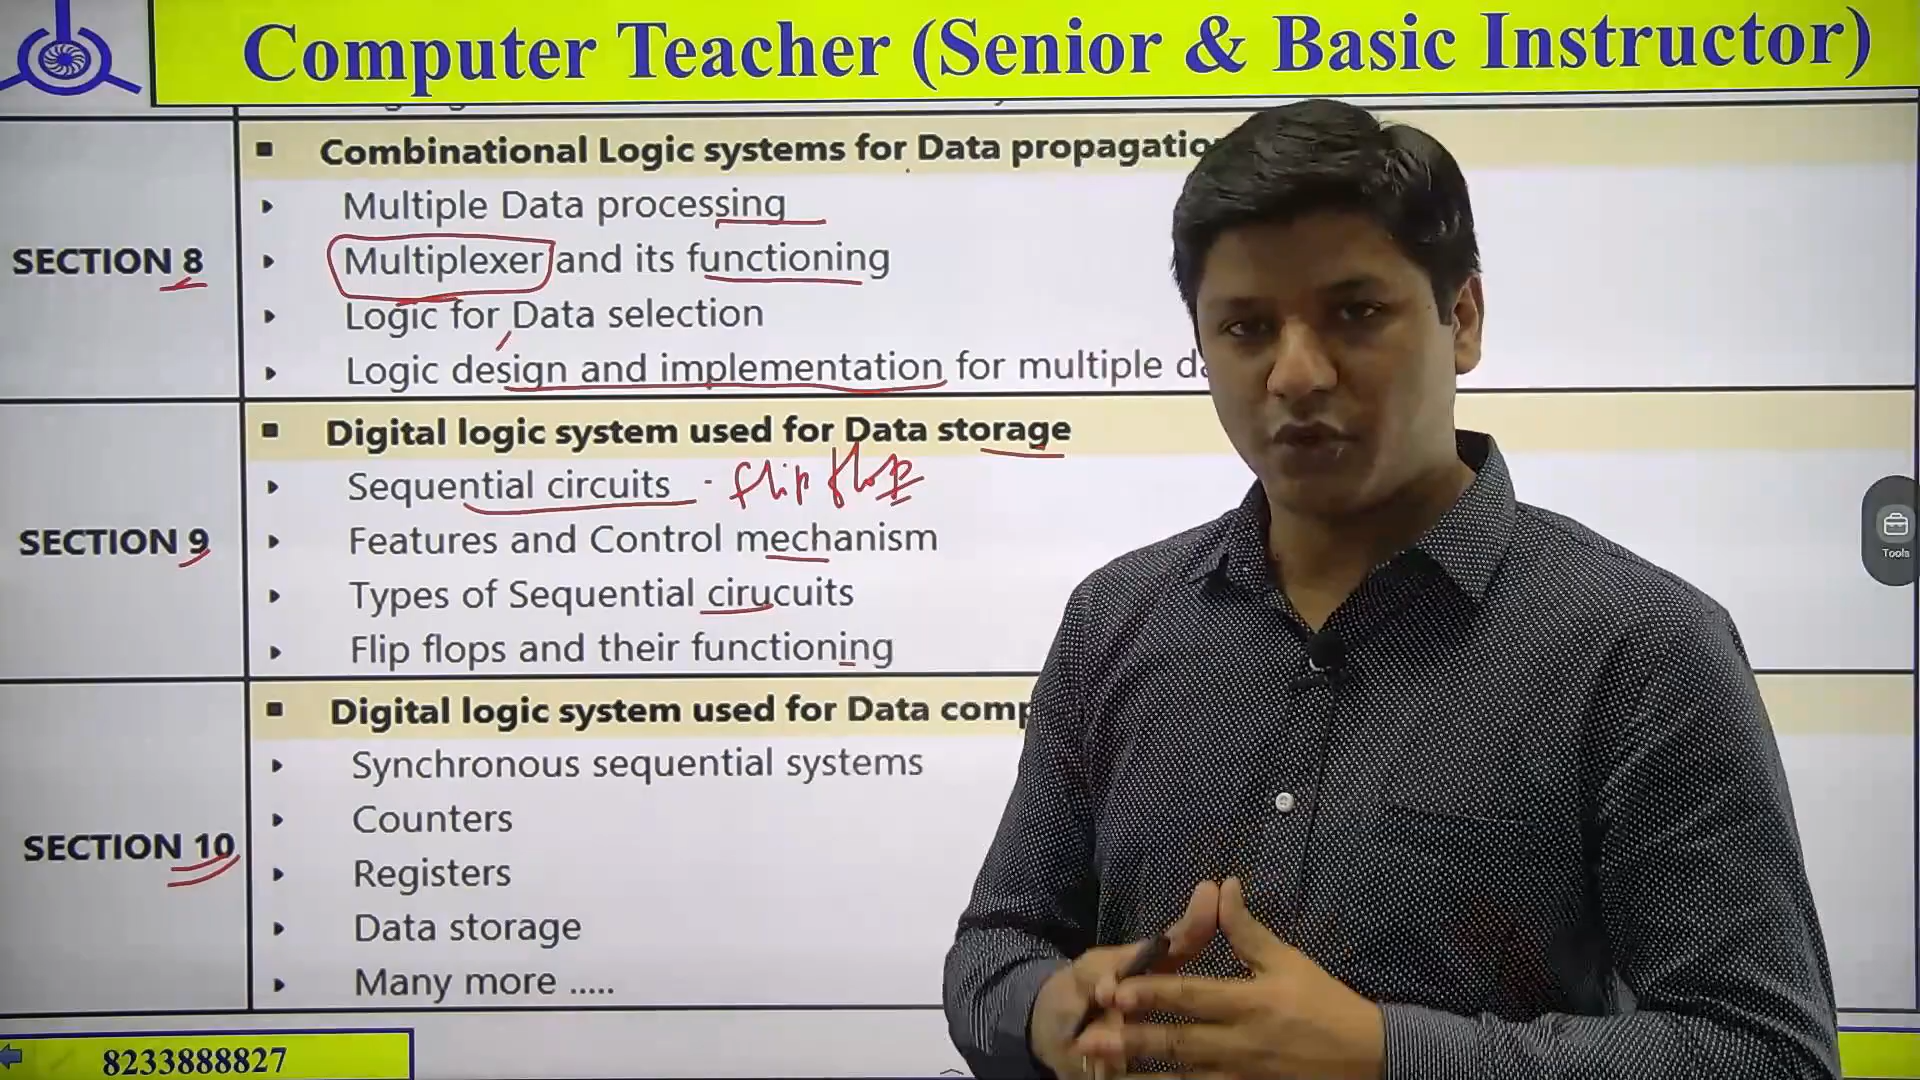 Computer Teacher (Senior & Basic Instructor)
SECTION 8
Combinational Logic systems for Data
Multiple Data processing
Multiplexer and its functioning
Logic for Data selection
Logic design and implementation for multiple
SECTION 9
Digital logic system used for Data storage
Sequential circuits - flip flop
Features and Control mechanism
Types of Sequential cirucuits
Flip flops and their functioning
SECTION 10
Digital logic system used for Data
Synchronous sequential systems
Counters
Registers
Data storage
Many more .....
Tools
8233888827